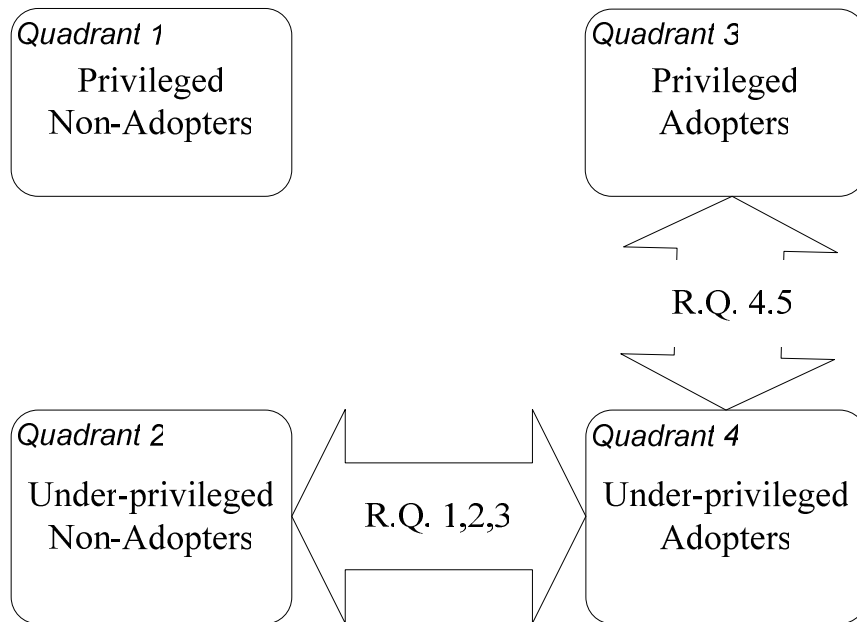 Quadrant 1
Privileged
Non-Adopters
Quadrant 3
Privileged
Adopters
R.Q. 4.5
Quadrant 2
Under-privileged
Non-Adopters
R.Q. 1,2,3
Quadrant 4
Under-privileged
Adopters